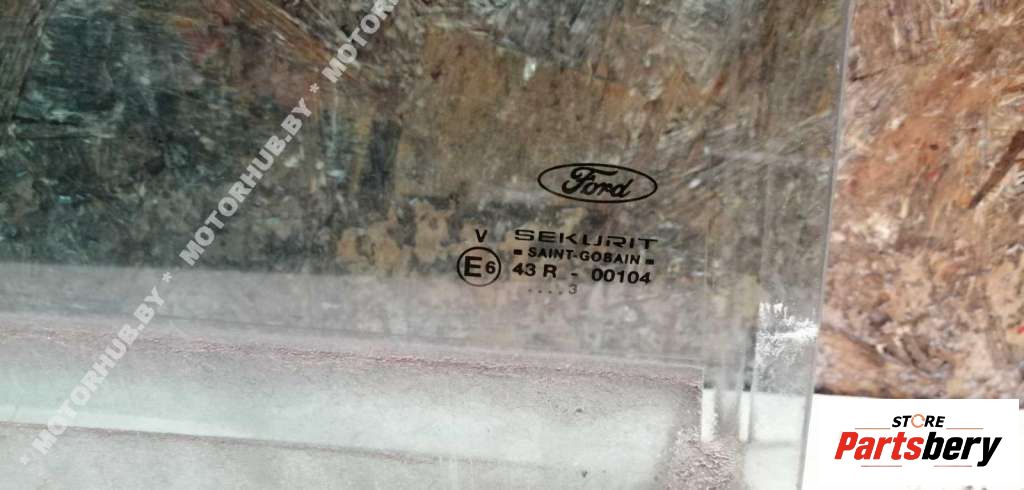 * MOTORHUB.BY * MOTORHUB.BY * MOTORHUB.BY
Ford
V SEKURIT
SAINT-GOBAIN
E6 43 R - 00104
....3
STORE
Partsbery